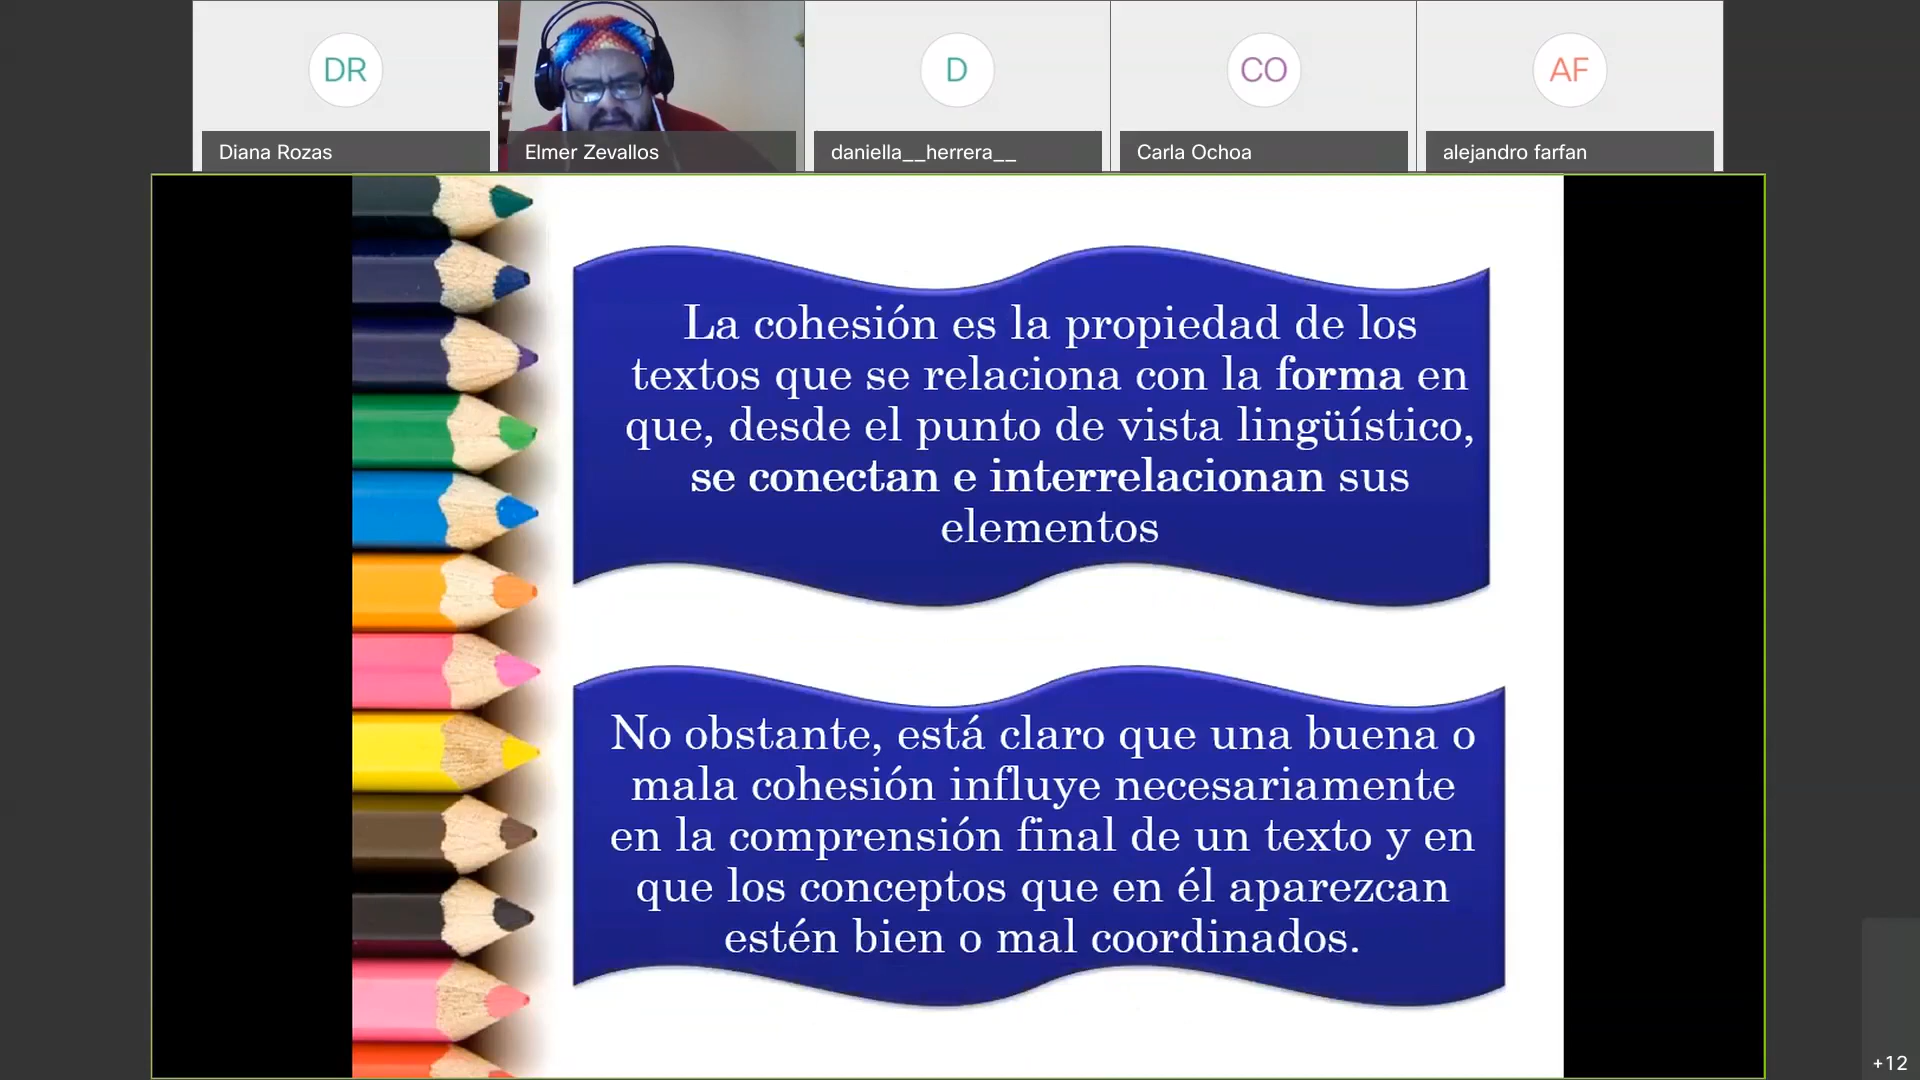 DR
D
CO
AF
Diana Rozas
Elmer Zevallos
daniella__herrera__
Carla Ochoa
alejandro farfan
La cohesión es la propiedad de los
textos que se relaciona con la forma en
que, desde el punto de vista lingüístico,
se conectan e interrelacionan sus
elementos
No obstante, está claro que una buena o
mala cohesión influye necesariamente
en la comprensión final de un texto y en
que los conceptos que en él aparezcan
estén bien o mal coordinados.
+12